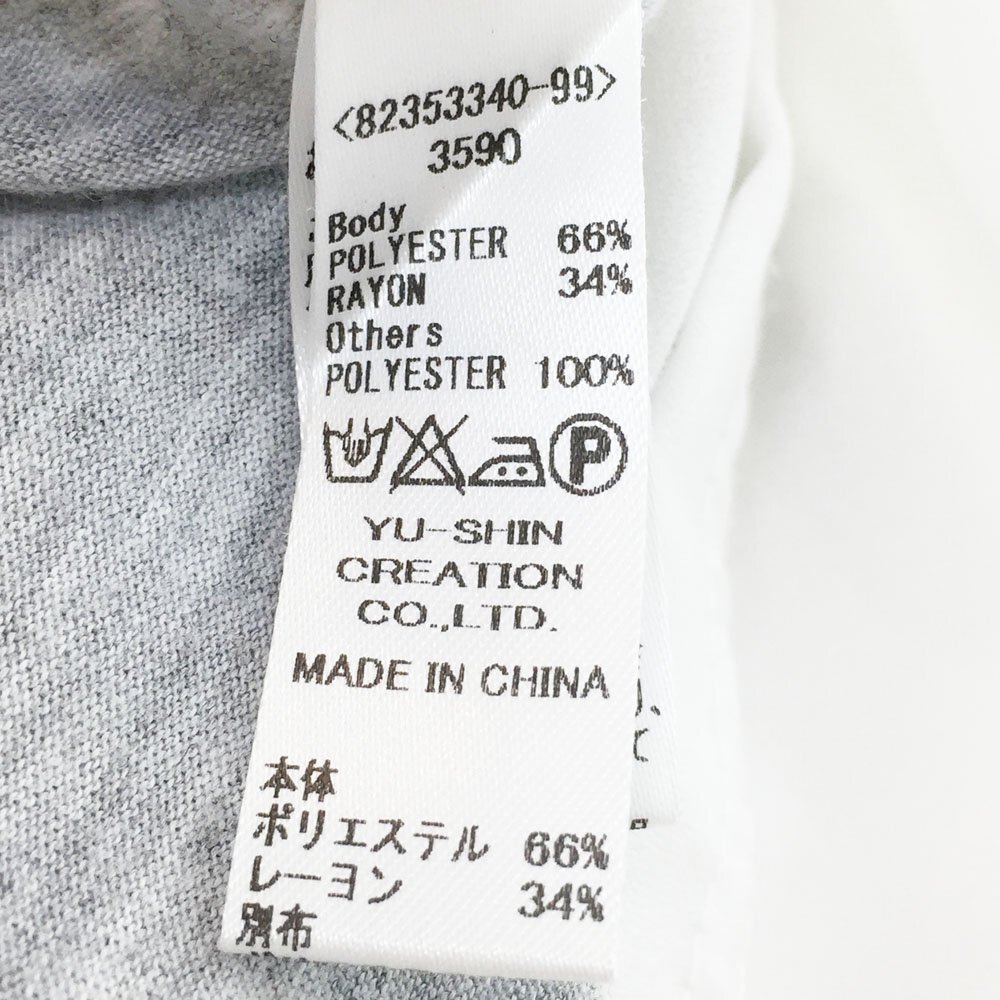 <82353340-99>
3590
Body
POLYESTER 66%
RAYON 34%
Others
POLYESTER 100%
P
YU-SHIN
CREATION
CO.,LTD.
MADE IN CHINA
本体
ポリエステル 66%
レーヨン 34%
別布